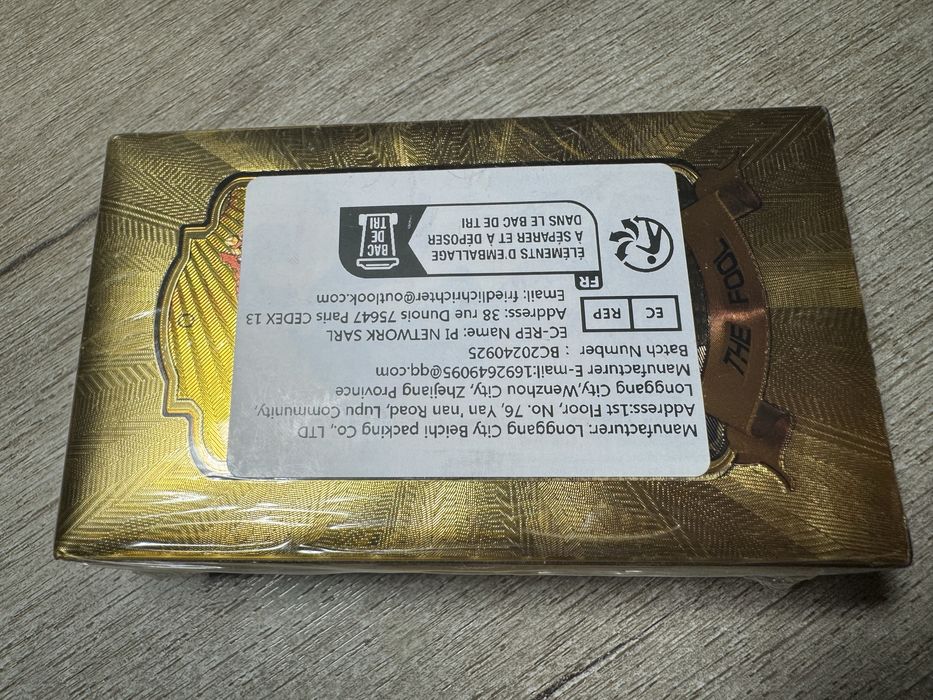 Manufacturer: Longgang City Beichi packing Co., LTD
Address:1st Floor, No. 76, Yan 'nan Road, Lupu Community,
Longgang City,Wenzhou City, Zhejiang Province
Manufacturer E-mail:1692649095@qq.com
Batch Number : BC20240925
EC-REP Name: PI NETWORK SARL
Address: 38 rue Dunois 75647 Paris CEDEX 13
Email: friedlichrichter@outlook.com
EC REP
FR
ÉLÉMENTS D'EMBALLAGE
À SÉPARER ET À DÉPOSER
DANS LE BAC DE TRI
BAC
DE
TRI
THE FOOL
O